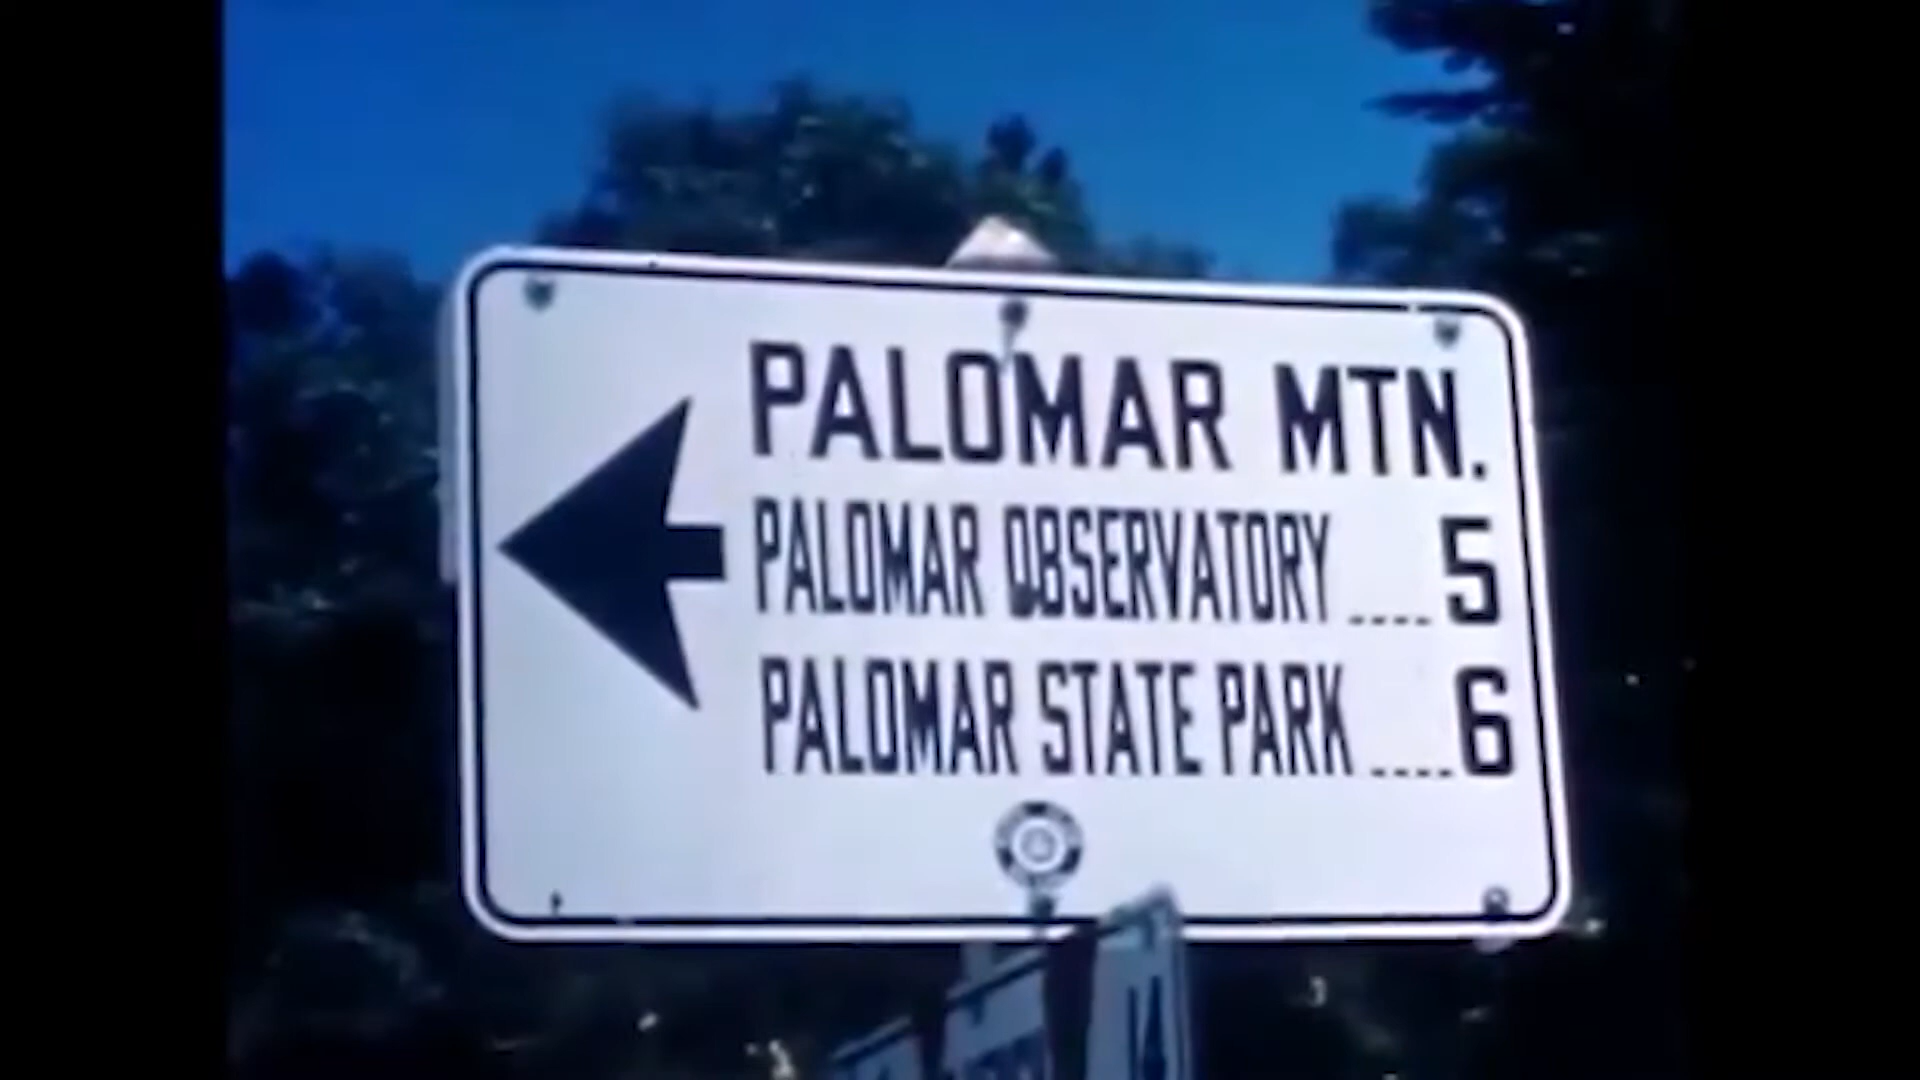 PALOMAR MTN.
PALOMAR OBSERVATORY ---- 5
PALOMAR STATE PARK ---- 6